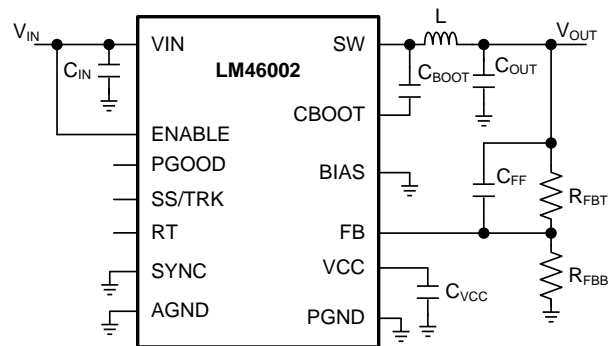 VIN
VIN
SW
L
VOUT
CIN
LM46002
CBOOT
COUT
CBOOT
ENABLE
PGOOD
BIAS
CFF
SS/TRK
RFBT
RT
FB
SYNC
VCC
RFBB
AGND
CVCC
PGND